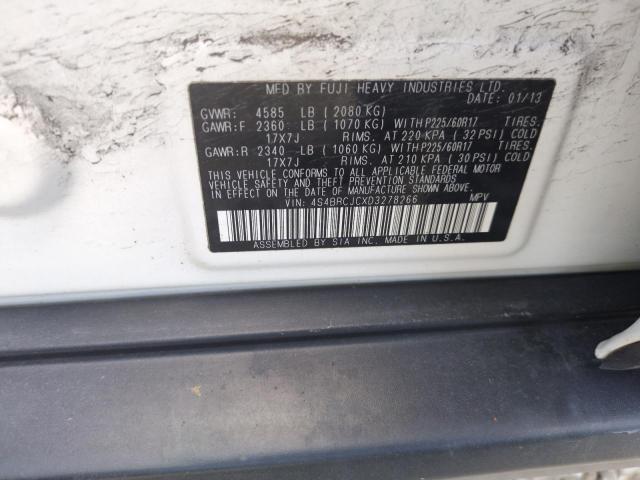 MFD BY FUJI HEAVY INDUSTRIES LTD.
DATE: 01/13
GVWR: 4585 LB (2080 KG)
GAWR:F 2360 LB (1070 KG) WITH P225/60R17 TIRES.
17X7J RIMS. AT 220 KPA (32 PSI) COLD
GAWR:R 2340 LB (1060 KG) WITH P225/60R17 TIRES.
17X7J RIMS. AT 210 KPA (30 PSI) COLD
THIS VEHICLE CONFORMS TO ALL APPLICABLE FEDERAL MOTOR
VEHICLE SAFETY, BUMPER, AND THEFT PREVENTION STANDARDS
IN EFFECT ON THE DATE OF MANUFACTURE SHOWN ABOVE.
VIN: 4S4BRCJCXD3278266 MPV
ASSEMBLED BY SIA INC. MADE IN U.S.A.